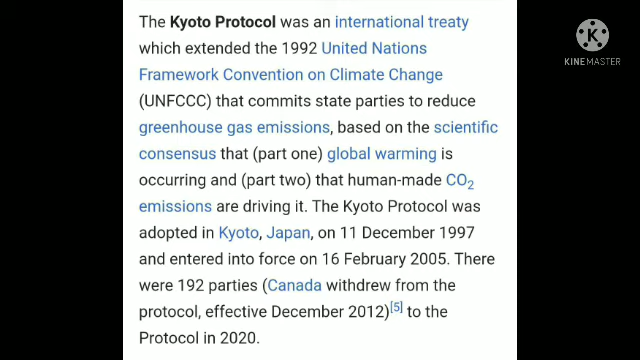 The Kyoto Protocol was an international treaty
which extended the 1992 United Nations
Framework Convention on Climate Change
(UNFCCC) that commits state parties to reduce
greenhouse gas emissions, based on the scientific
consensus that (part one) global warming is
occurring and (part two) that human-made CO₂
emissions are driving it. The Kyoto Protocol was
adopted in Kyoto, Japan, on 11 December 1997
and entered into force on 16 February 2005. There
were 192 parties (Canada withdrew from the
protocol, effective December 2012)[5] to the
Protocol in 2020.
K
KINEMASTER